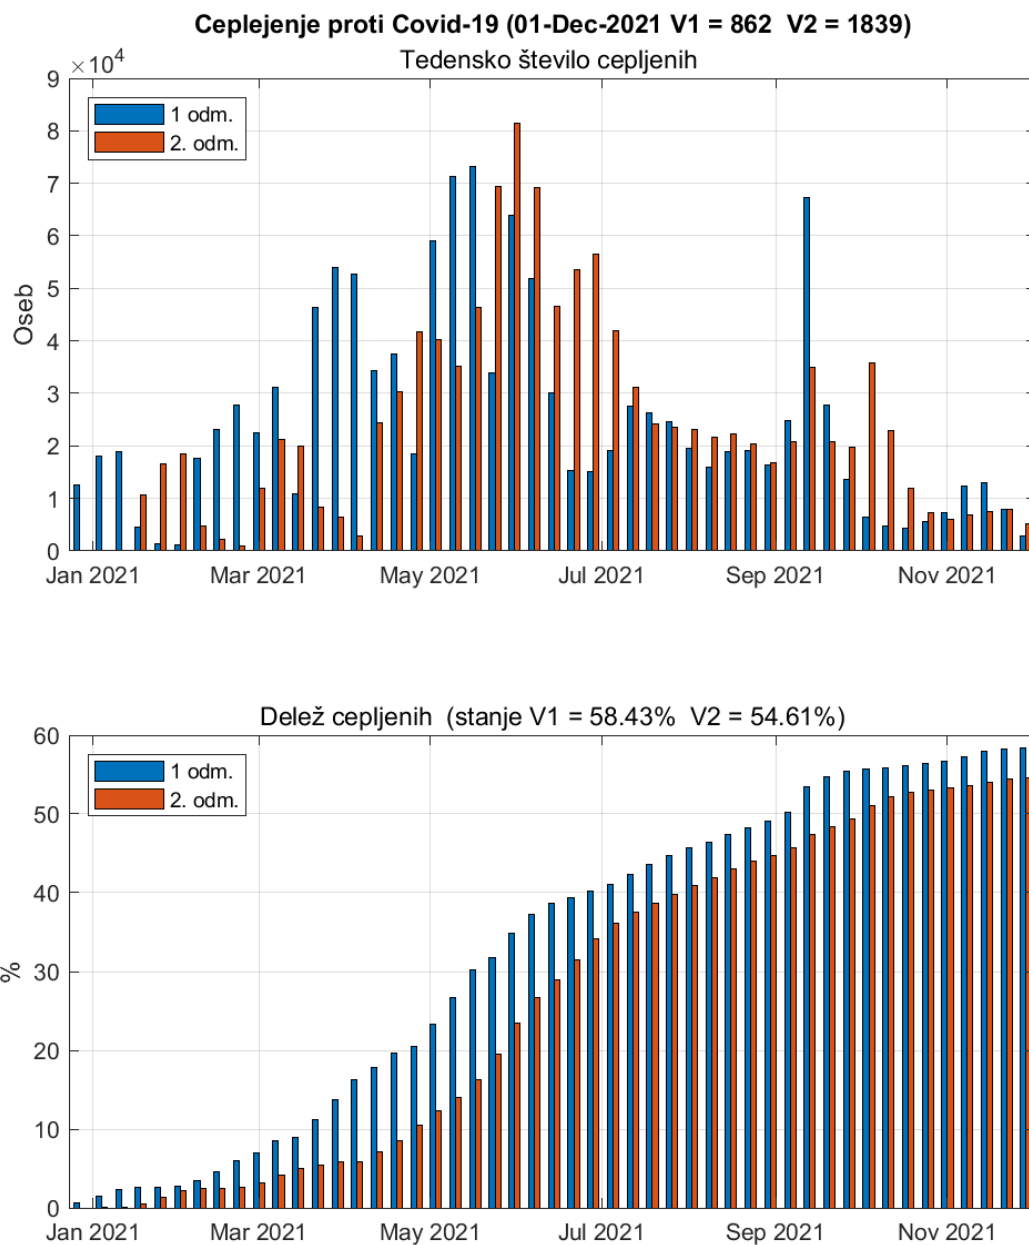 Ceplejenje proti Covid-19 (01-Dec-2021 V1 = 862  V2 = 1839)
Tedensko število cepljenih
×10⁴
9
8
7
6
5
4
3
2
1
0
Oseb
1 odm.
2. odm.
Jan 2021 Mar 2021 May 2021 Jul 2021 Sep 2021 Nov 2021
Delež cepljenih  (stanje V1 = 58.43%  V2 = 54.61%)
60
50
40
30
20
10
0
%
1 odm.
2. odm.
Jan 2021 Mar 2021 May 2021 Jul 2021 Sep 2021 Nov 2021